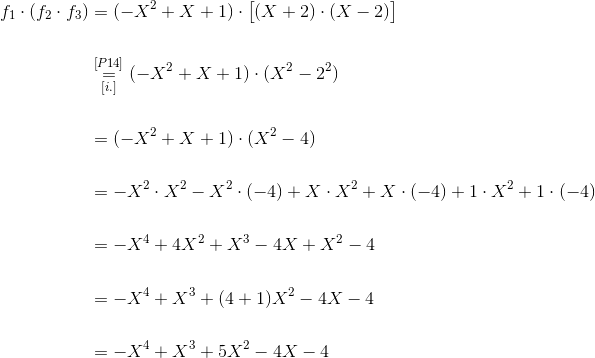 f₁ · (f₂ · f₃) = (−X² + X + 1) · [(X + 2) · (X − 2)]
[P14]
= (−X² + X + 1) · (X² − 2²)
[i.]
= (−X² + X + 1) · (X² − 4)
= −X² · X² − X² · (−4) + X · X² + X · (−4) + 1 · X² + 1 · (−4)
= −X⁴ + 4X² + X³ − 4X + X² − 4
= −X⁴ + X³ + (4 + 1)X² − 4X − 4
= −X⁴ + X³ + 5X² − 4X − 4